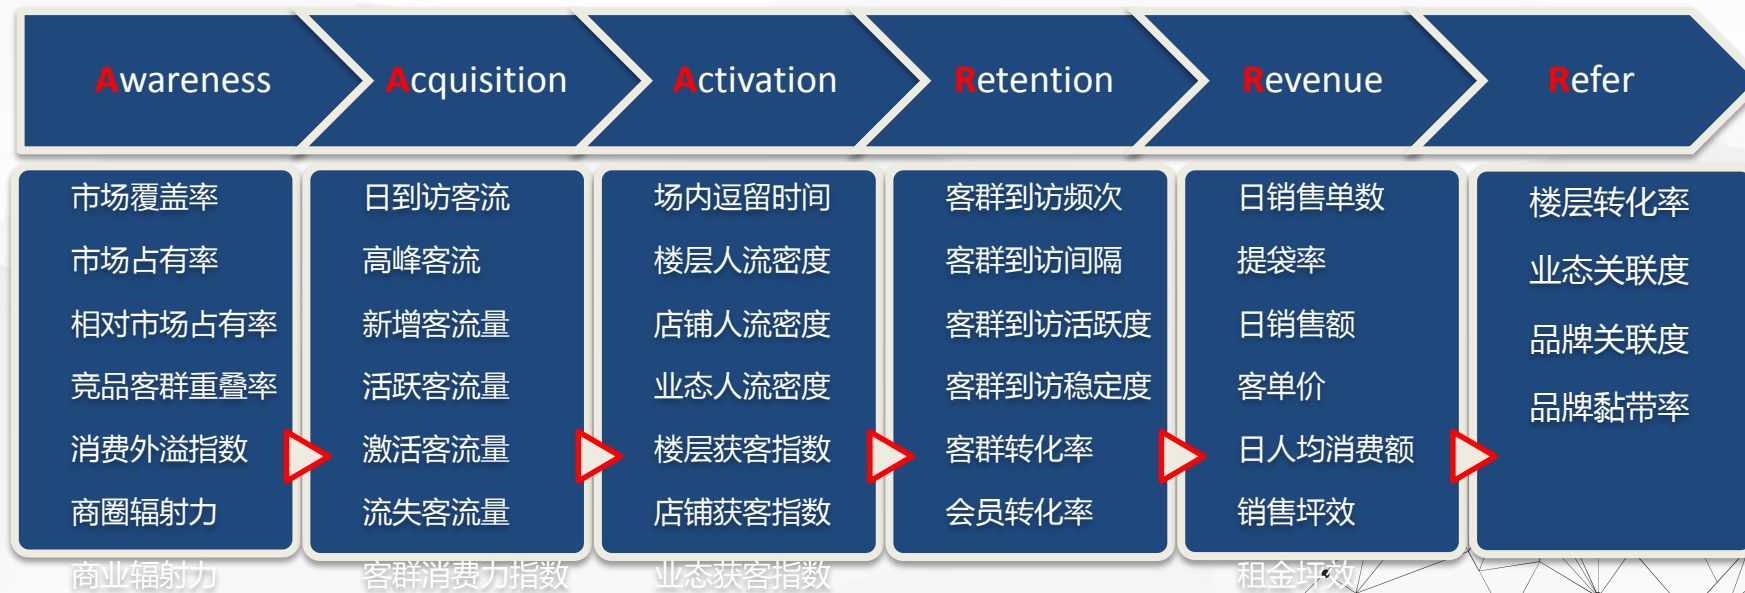 Awareness
Acquisition
Activation
Retention
Revenue
Refer
市场覆盖率
市场占有率
相对市场占有率
竞品客群重叠率
消费外溢指数
商圈辐射力
商业辐射力
日到访客流
高峰客流
新增客流量
活跃客流量
激活客流量
流失客流量
客群消费力指数
场内逗留时间
楼层人流密度
店铺人流密度
业态人流密度
楼层获客指数
店铺获客指数
业态获客指数
客群到访频次
客群到访间隔
客群到访活跃度
客群到访稳定度
客群转化率
会员转化率
日销售单数
提袋率
日销售额
客单价
日人均消费额
销售坪效
租金坪效
楼层转化率
业态关联度
品牌关联度
品牌黏带率